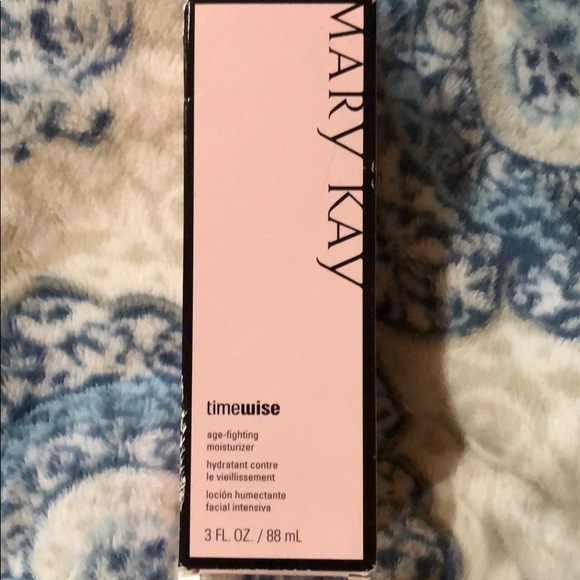 MARY KAY
timewise
age-fighting
moisturizer
hydratant contre
le vieillissement
loción humectante
facial intensiva
3 FL. OZ. / 88 mL